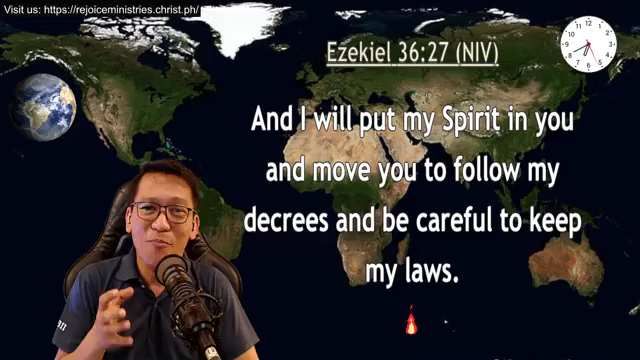 Visit us: https://rejoiceministries.christ.ph/
Ezekiel 36:27 (NIV)
And I will put my Spirit in you
and move you to follow my
decrees and be careful to keep
my laws.